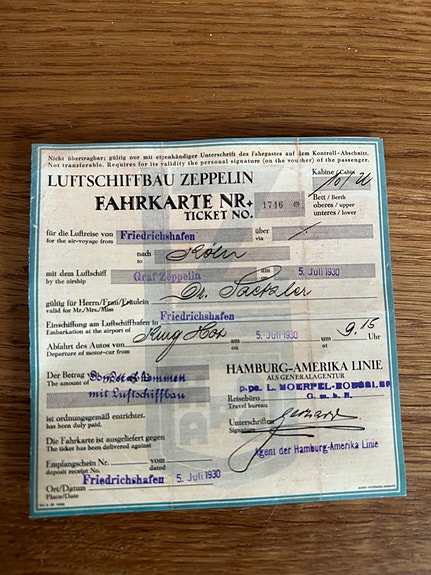 Nicht übertragbar; gültig nur mit eigenhändiger Unterschrift des Fahrgastes auf dem Kontroll-Abschnitt.
Not transferable. Requires for its validity the personal signature (on the voucher) of the passenger.
LUFTSCHIFFBAU ZEPPELIN
FAHRKARTE NR. 1746
TICKET NO.
Kabine / Cabin
Bett / Berth
oberes / upper
unteres / lower
für die Luftreise von Friedrichshafen über
for the air-voyage from via
nach Köln
to
mit dem Luftschiff Graf Zeppelin am 5. Juli 1930
by the airship on
gültig für Herrn/Frau/Fräulein Dr.
valid for Mr./Mrs./Miss
Einschiffung am Luftschiffhafen in Friedrichshafen
Embarkation at the airport of
Abfahrt des Autos von am 5. Juli 1930 um 9.15 Uhr
Departure of motor-car from on at
HAMBURG-AMERIKA LINIE
ALS GENERALAGENTUR
Der Betrag von
The amount of
mit Luftschiffbau
Reisebüro
Travel bureau
G. m. b. H.
ist ordnungsgemäß entrichtet.
has been duly paid.
Unterschrift
Agent der Hamburg-Amerika Linie
Die Fahrkarte ist ausgeliefert gegen
The ticket has been delivered against
Empfangschein Nr. vom
deposit receipt No. dated
Ort/Datum Friedrichshafen 5. Juli 1930
Place/Date